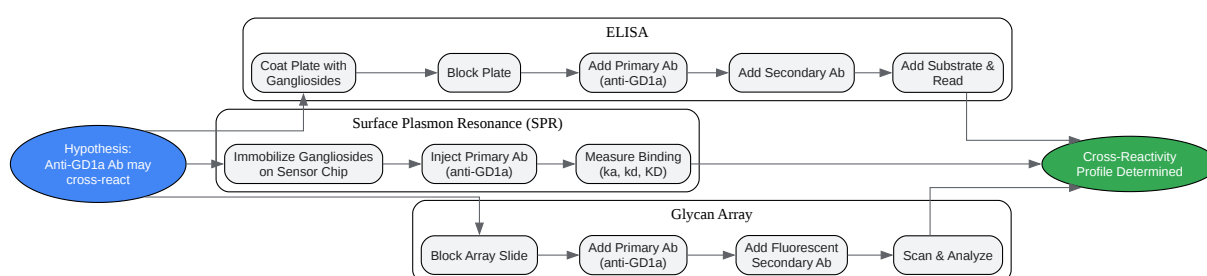 ELISA
Coat Plate with
Gangliosides
Block Plate
Add Primary Ab
(anti-GD1a)
Add Secondary Ab
Add Substrate &
Read
Surface Plasmon Resonance (SPR)
Hypothesis:
Anti-GD1a Ab may
cross-react
Immobilize Gangliosides
on Sensor Chip
Inject Primary Ab
(anti-GD1a)
Measure Binding
(ka, kd, KD)
Cross-Reactivity
Profile Determined
Glycan Array
Block Array Slide
Add Primary Ab
(anti-GD1a)
Add Fluorescent
Secondary Ab
Scan & Analyze